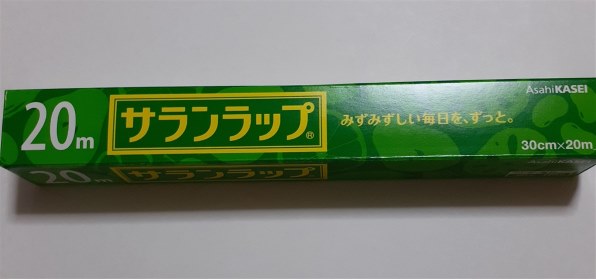 20m
サランラップ®
みずみずしい毎日を、ずっと。
AsahiKASEI
30cm×20m
20m
サランラップ